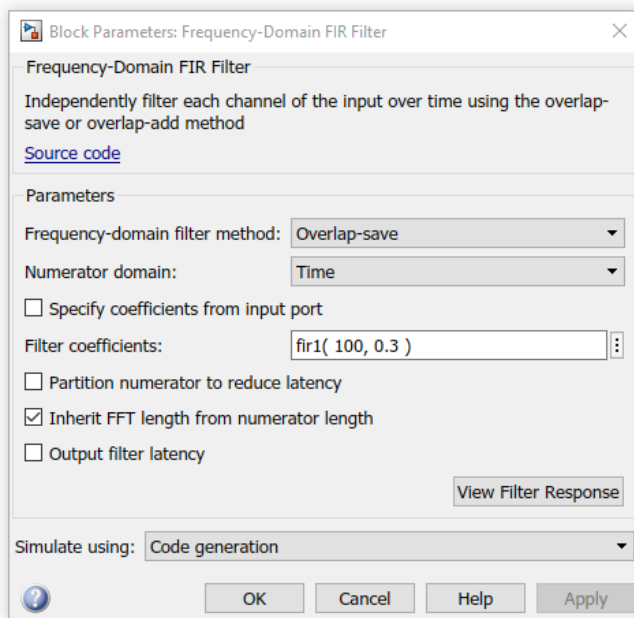 Block Parameters: Frequency-Domain FIR Filter
Frequency-Domain FIR Filter
Independently filter each channel of the input over time using the overlap-
save or overlap-add method
Source code
Parameters
Frequency-domain filter method: Overlap-save
Numerator domain: Time
Specify coefficients from input port
Filter coefficients: fir1( 100, 0.3 )
Partition numerator to reduce latency
Inherit FFT length from numerator length
Output filter latency
View Filter Response
Simulate using: Code generation
? OK Cancel Help Apply